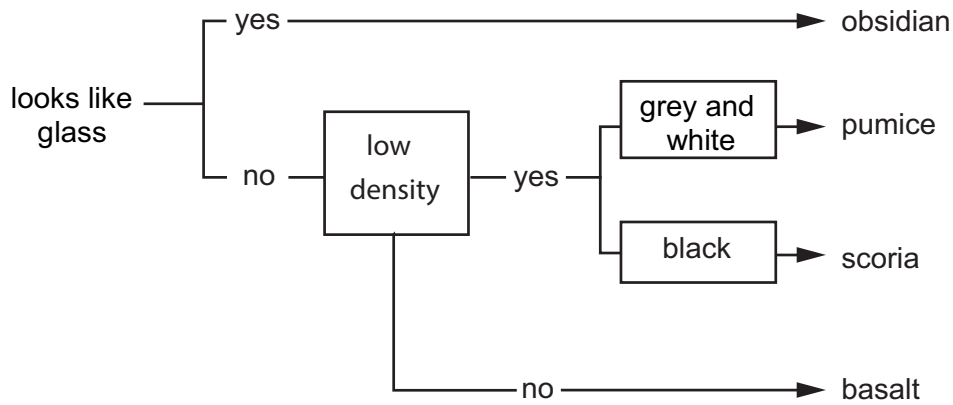 yes
obsidian
looks like
glass
grey and
white
pumice
low
density
no
yes
black
scoria
no
basalt